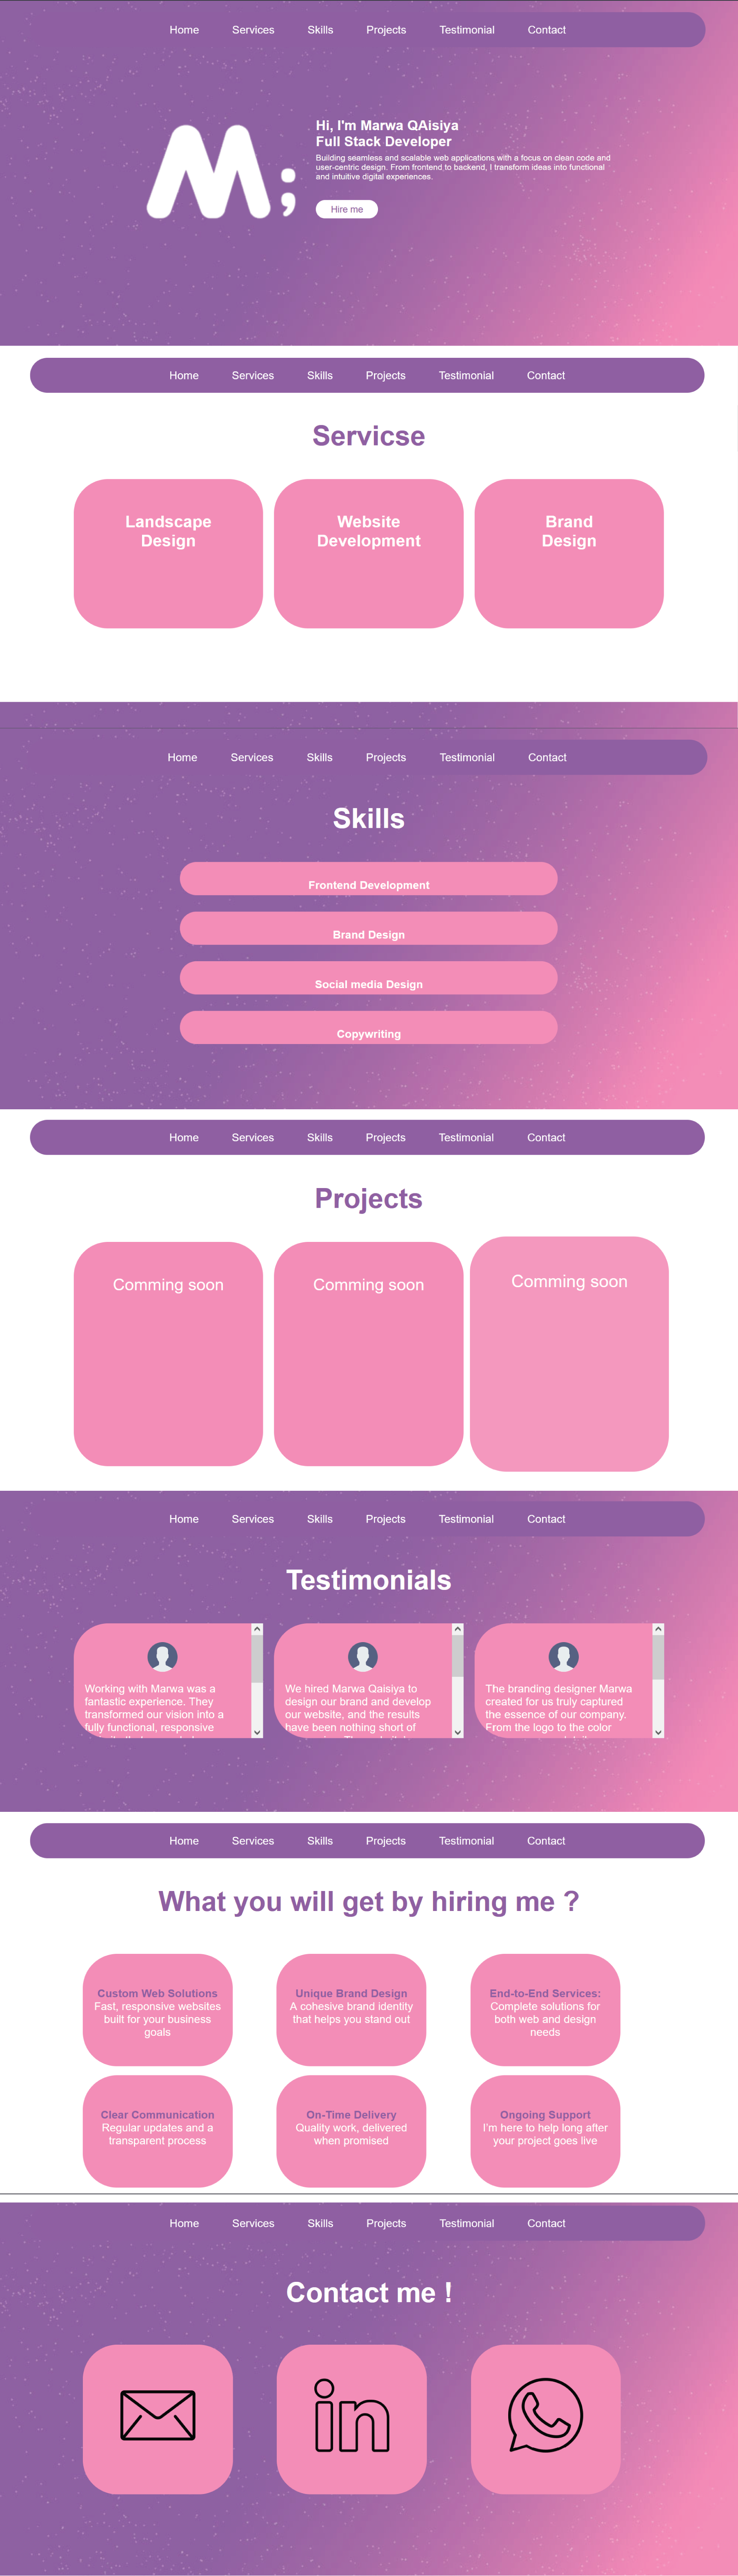 Home Services Skills Projects Testimonial Contact
M;
Hi, I'm Marwa QAisiya
Full Stack Developer
Building seamless and scalable web applications with a focus on clean code and
user-centric design. From frontend to backend, I transform ideas into functional
and intuitive digital experiences.
Hire me
Home Services Skills Projects Testimonial Contact
Servicse
Landscape
Design
Website
Development
Brand
Design
Home Services Skills Projects Testimonial Contact
Skills
Frontend Development
Brand Design
Social media Design
Copywriting
Home Services Skills Projects Testimonial Contact
Projects
Comming soon
Comming soon
Comming soon
Home Services Skills Projects Testimonial Contact
Testimonials
Working with Marwa was a
fantastic experience. They
transformed our vision into a
fully functional, responsive
We hired Marwa Qaisiya to
design our brand and develop
our website, and the results
have been nothing short of
The branding designer Marwa
created for us truly captured
the essence of our company.
From the logo to the color
Home Services Skills Projects Testimonial Contact
What you will get by hiring me ?
Custom Web Solutions
Fast, responsive websites
built for your business
goals
Unique Brand Design
A cohesive brand identity
that helps you stand out
End-to-End Services:
Complete solutions for
both web and design
needs
Clear Communication
Regular updates and a
transparent process
On-Time Delivery
Quality work, delivered
when promised
Ongoing Support
I'm here to help long after
your project goes live
Home Services Skills Projects Testimonial Contact
Contact me !
in